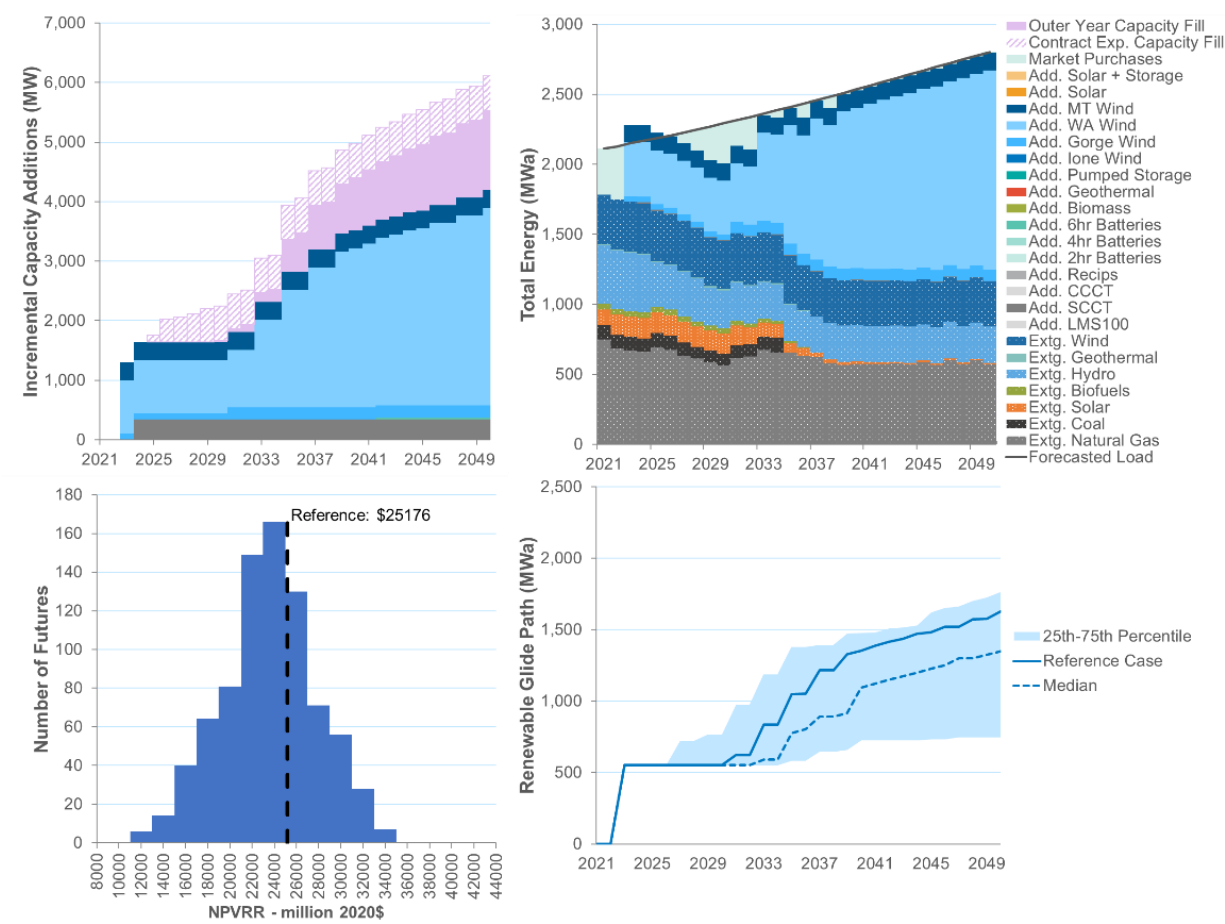 Incremental Capacity Additions (MW)
7,000
6,000
5,000
4,000
3,000
2,000
1,000
0
2021 2025 2029 2033 2037 2041 2045 2049
Total Energy (MWa)
3,000
2,500
2,000
1,500
1,000
500
0
2021 2025 2029 2033 2037 2041 2045 2049
Outer Year Capacity Fill
Contract Exp. Capacity Fill
Market Purchases
Add. Solar + Storage
Add. Solar
Add. MT Wind
Add. WA Wind
Add. Gorge Wind
Add. Ione Wind
Add. Pumped Storage
Add. Geothermal
Add. Biomass
Add. 6hr Batteries
Add. 4hr Batteries
Add. 2hr Batteries
Add. Recips
Add. CCCT
Add. SCCT
Add. LMS100
Extg. Wind
Extg. Geothermal
Extg. Hydro
Extg. Biofuels
Extg. Solar
Extg. Coal
Extg. Natural Gas
Forecasted Load
Number of Futures
180
160
140
120
100
80
60
40
20
0
Reference: $25176
8000 10000 12000 14000 16000 18000 20000 22000 24000 26000 28000 30000 32000 34000 36000 38000 40000 42000 44000
NPVRR - million 2020$
Renewable Glide Path (MWa)
2,500
2,000
1,500
1,000
500
0
2021 2025 2029 2033 2037 2041 2045 2049
25th-75th Percentile
Reference Case
Median